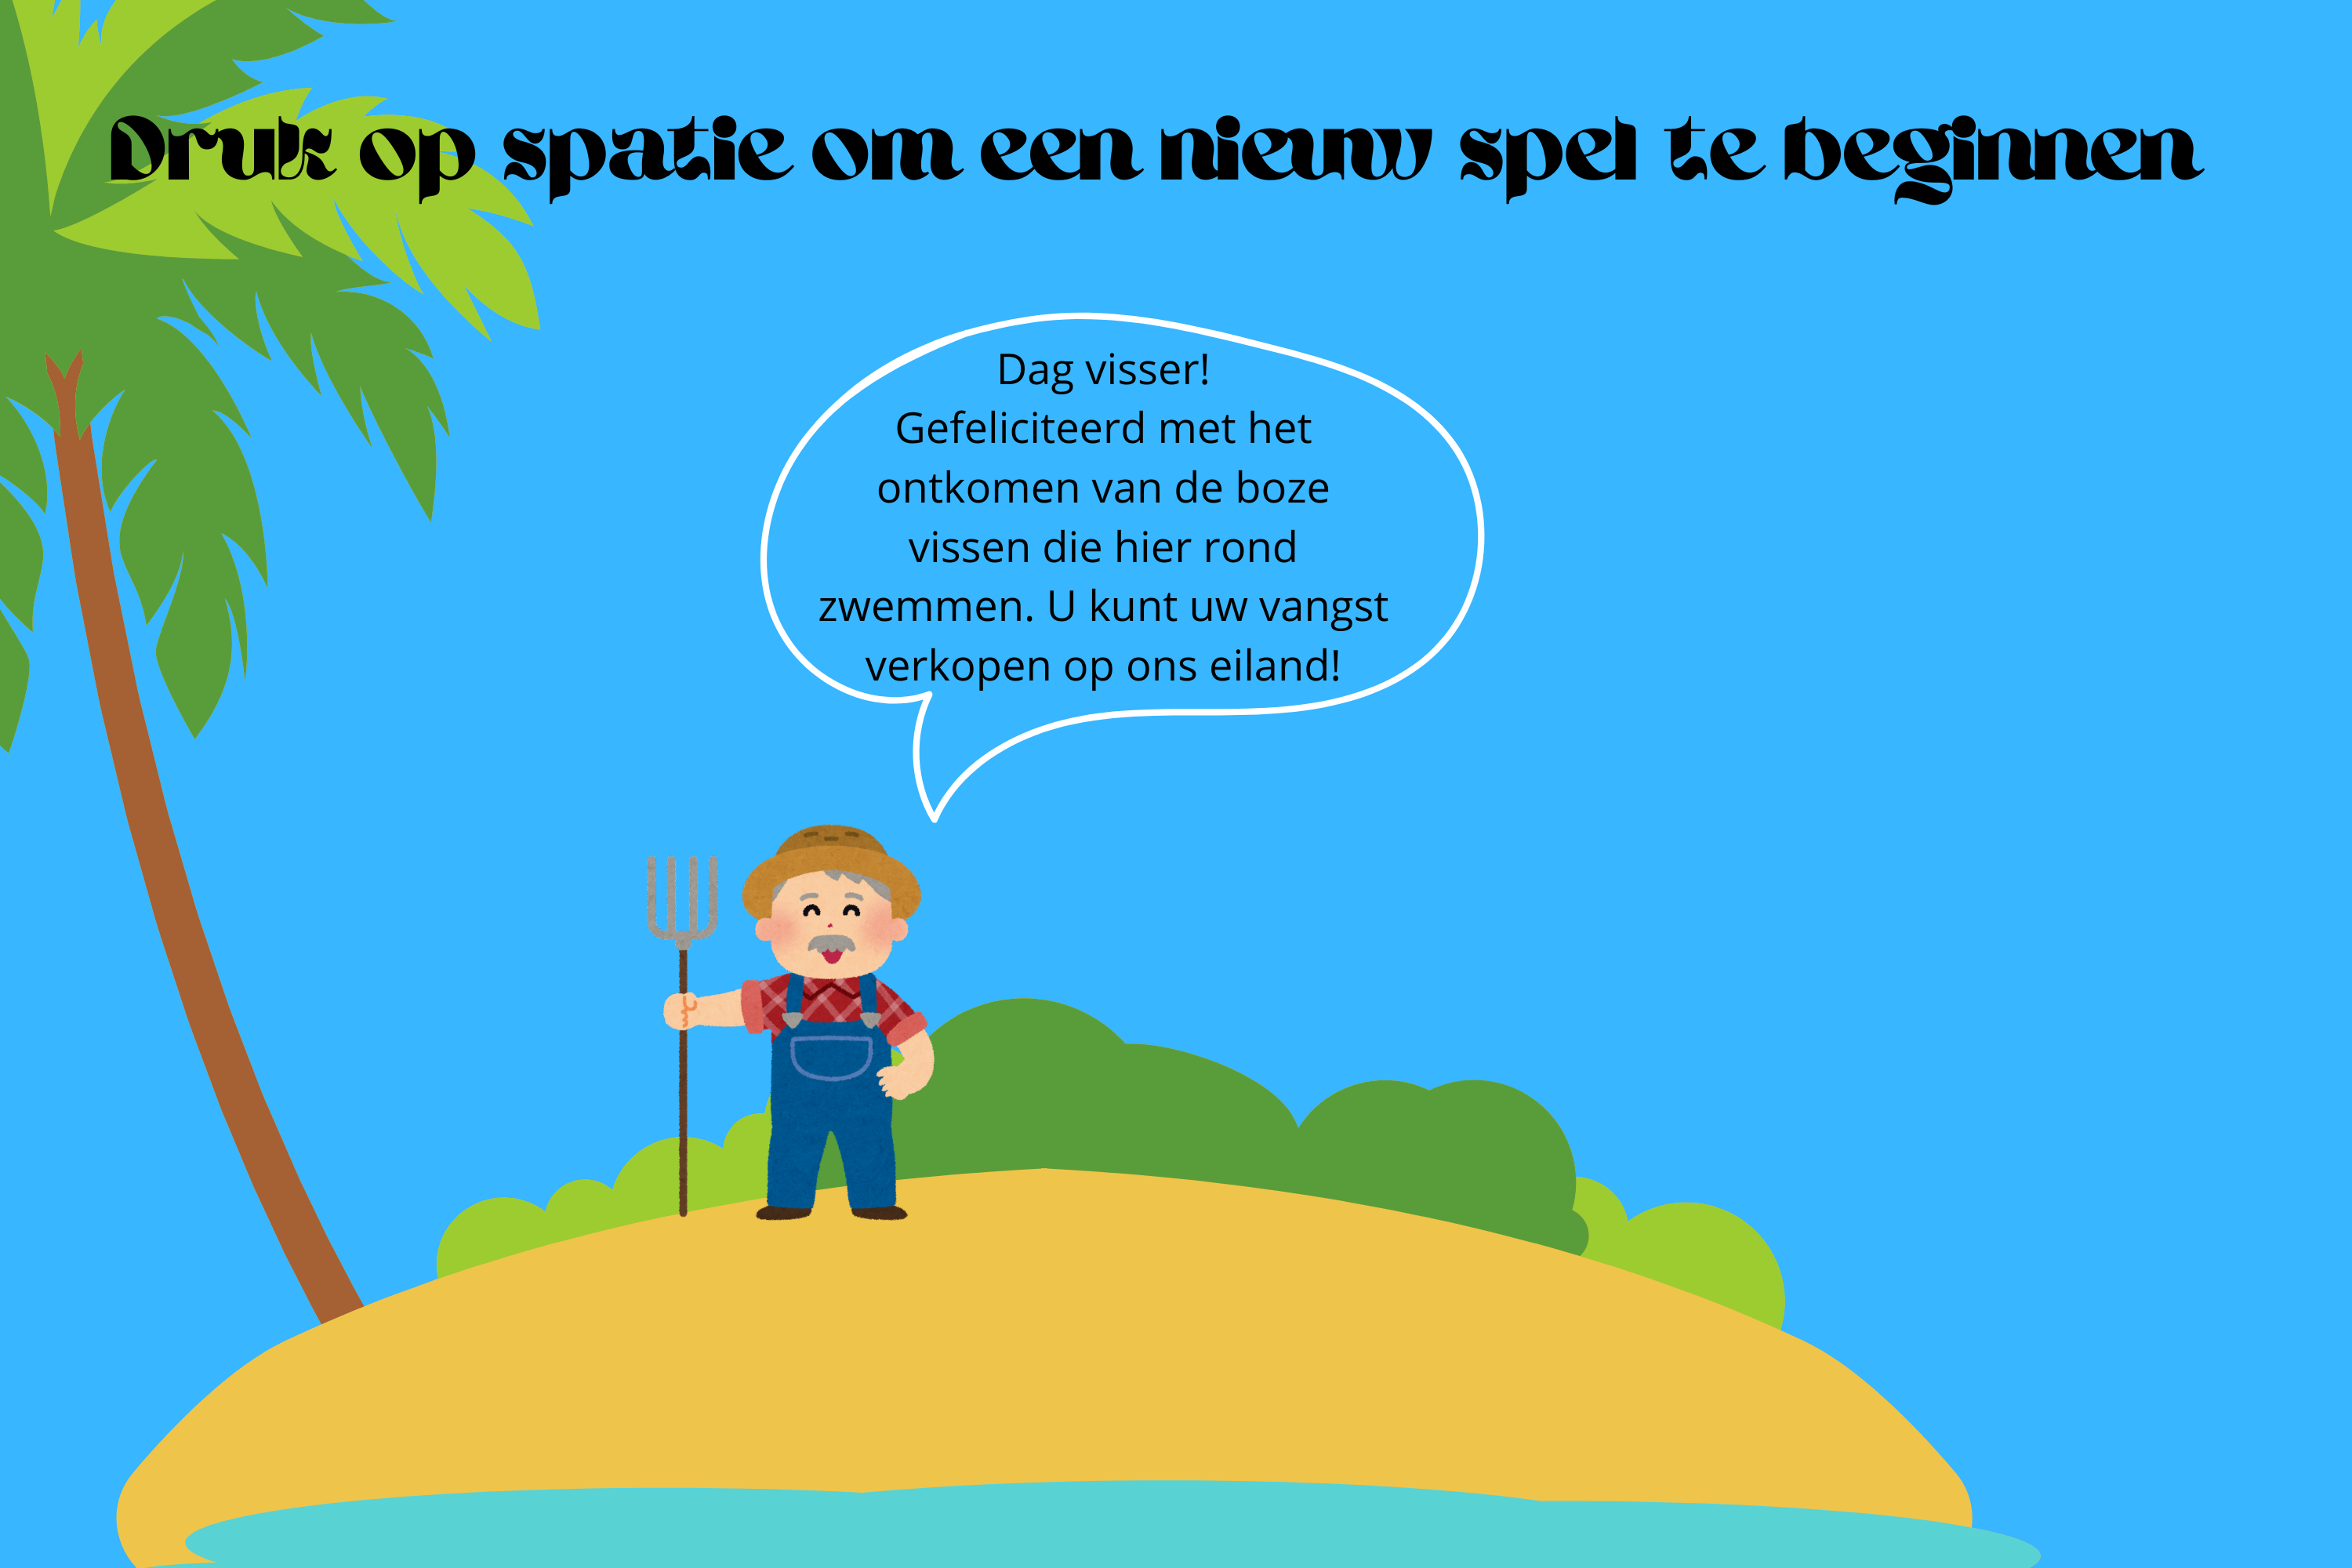 Druk op spatie om een nieuw spel te beginnen
Dag visser!
Gefeliciteerd met het
ontkomen van de boze
vissen die hier rond
zwemmen. U kunt uw vangst
verkopen op ons eiland!